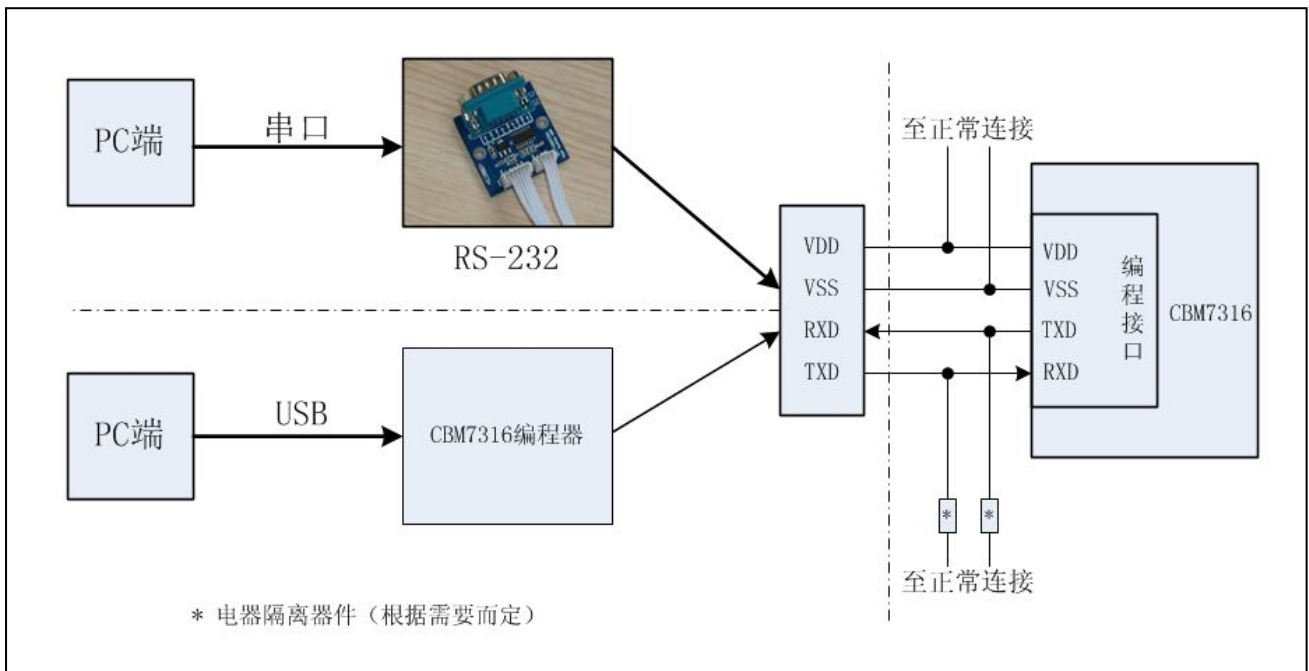 PC端
串口
RS-232
PC端
USB
CBM7316编程器
VDD
VSS
RXD
TXD
至正常连接
VDD
VSS
TXD
RXD
编程接口
CBM7316
*
*
至正常连接
* 电器隔离器件（根据需要而定）